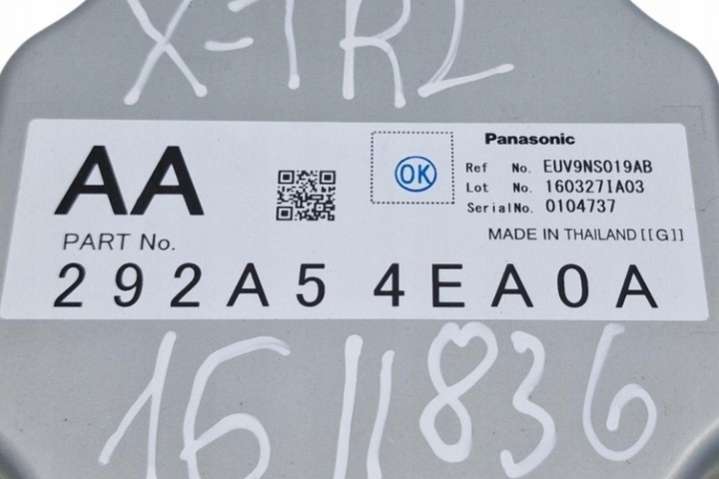 X-TR2
AA
OK
Panasonic
Ref No. EUV9NS019AB
Lot No. 160327IA03
Serial No. 0104737
MADE IN THAILAND [[G]]
PART No.
292A5 4EA0A
1611836